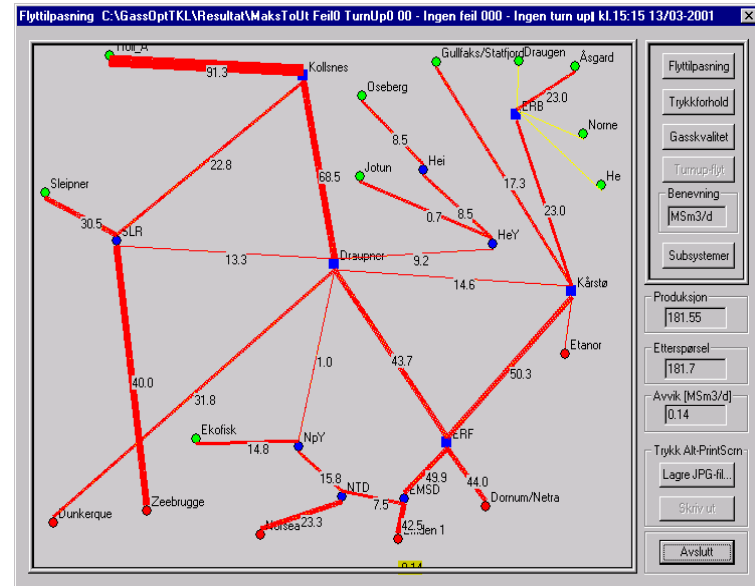 Flyttilpasning C:\GassOptTKL\Resultat\MaksToUt Feil0 TurnUp0 00 - Ingen feil 000 - Ingen turn up| kl.15:15 13/03-2001
91.3
Kollsnes
Gullfaks/Statfjord
Draugen
Åsgard
Oseberg
23.0
ERB
Norne
8.5
Hei
22.8
68.5
Jotun
17.3
He
Sleipner
0.7
8.5
23.0
30.5
SLR
HeY
13.3
Draupner
9.2
14.6
Kårstø
Etanor
1.0
43.7
50.3
40.0
31.8
Ekofisk
14.8
NpY
ERF
15.8
49.9
44.0
NTD
7.5
EMSD
Dornum/Netra
Zeebrugge
Dunkerque
Norsea
23.3
42.5
0.14
Flyttilpasning
Trykkforhold
Gasskvalitet
Turnup-flyt
Benevning
MSm3/d
Subsystemer
Produksjon
181.55
Etterspørsel
181.7
Avvik [MSm3/d]
0.14
Trykk Alt-PrintScrn
Lagre JPG-fil...
Skriv ut
Avslutt